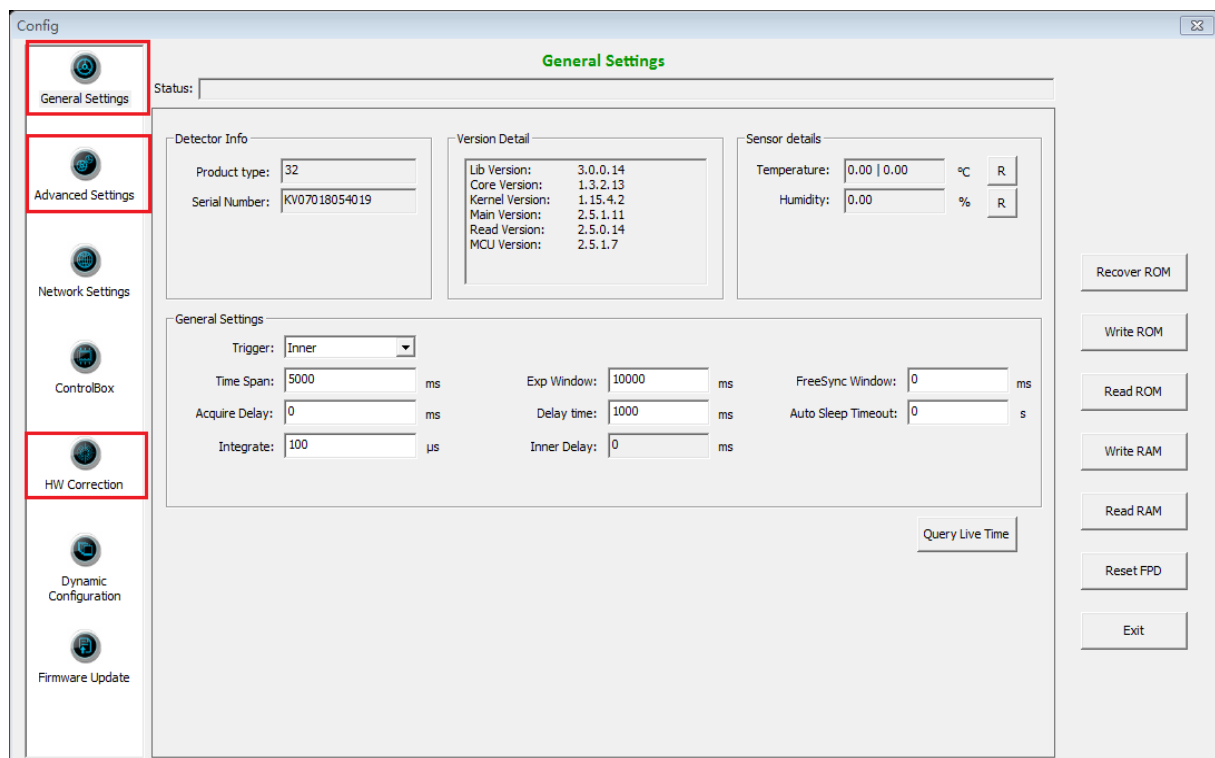 Config
General Settings
Advanced Settings
Network Settings
ControlBox
HW Correction
Dynamic
Configuration
Firmware Update
General Settings
Status:
Detector Info
Product type: 32
Serial Number: KV07018054019
Version Detail
Lib Version: 3.0.0.14
Core Version: 1.3.2.13
Kernel Version: 1.15.4.2
Main Version: 2.5.1.11
Read Version: 2.5.0.14
MCU Version: 2.5.1.7
Sensor details
Temperature: 0.00 | 0.00 ℃ R
Humidity: 0.00 % R
General Settings
Trigger: Inner
Time Span: 5000 ms Exp Window: 10000 ms FreeSync Window: 0 ms
Acquire Delay: 0 ms Delay time: 1000 ms Auto Sleep Timeout: 0 s
Integrate: 100 μs Inner Delay: 0 ms
Query Live Time
Recover ROM
Write ROM
Read ROM
Write RAM
Read RAM
Reset FPD
Exit